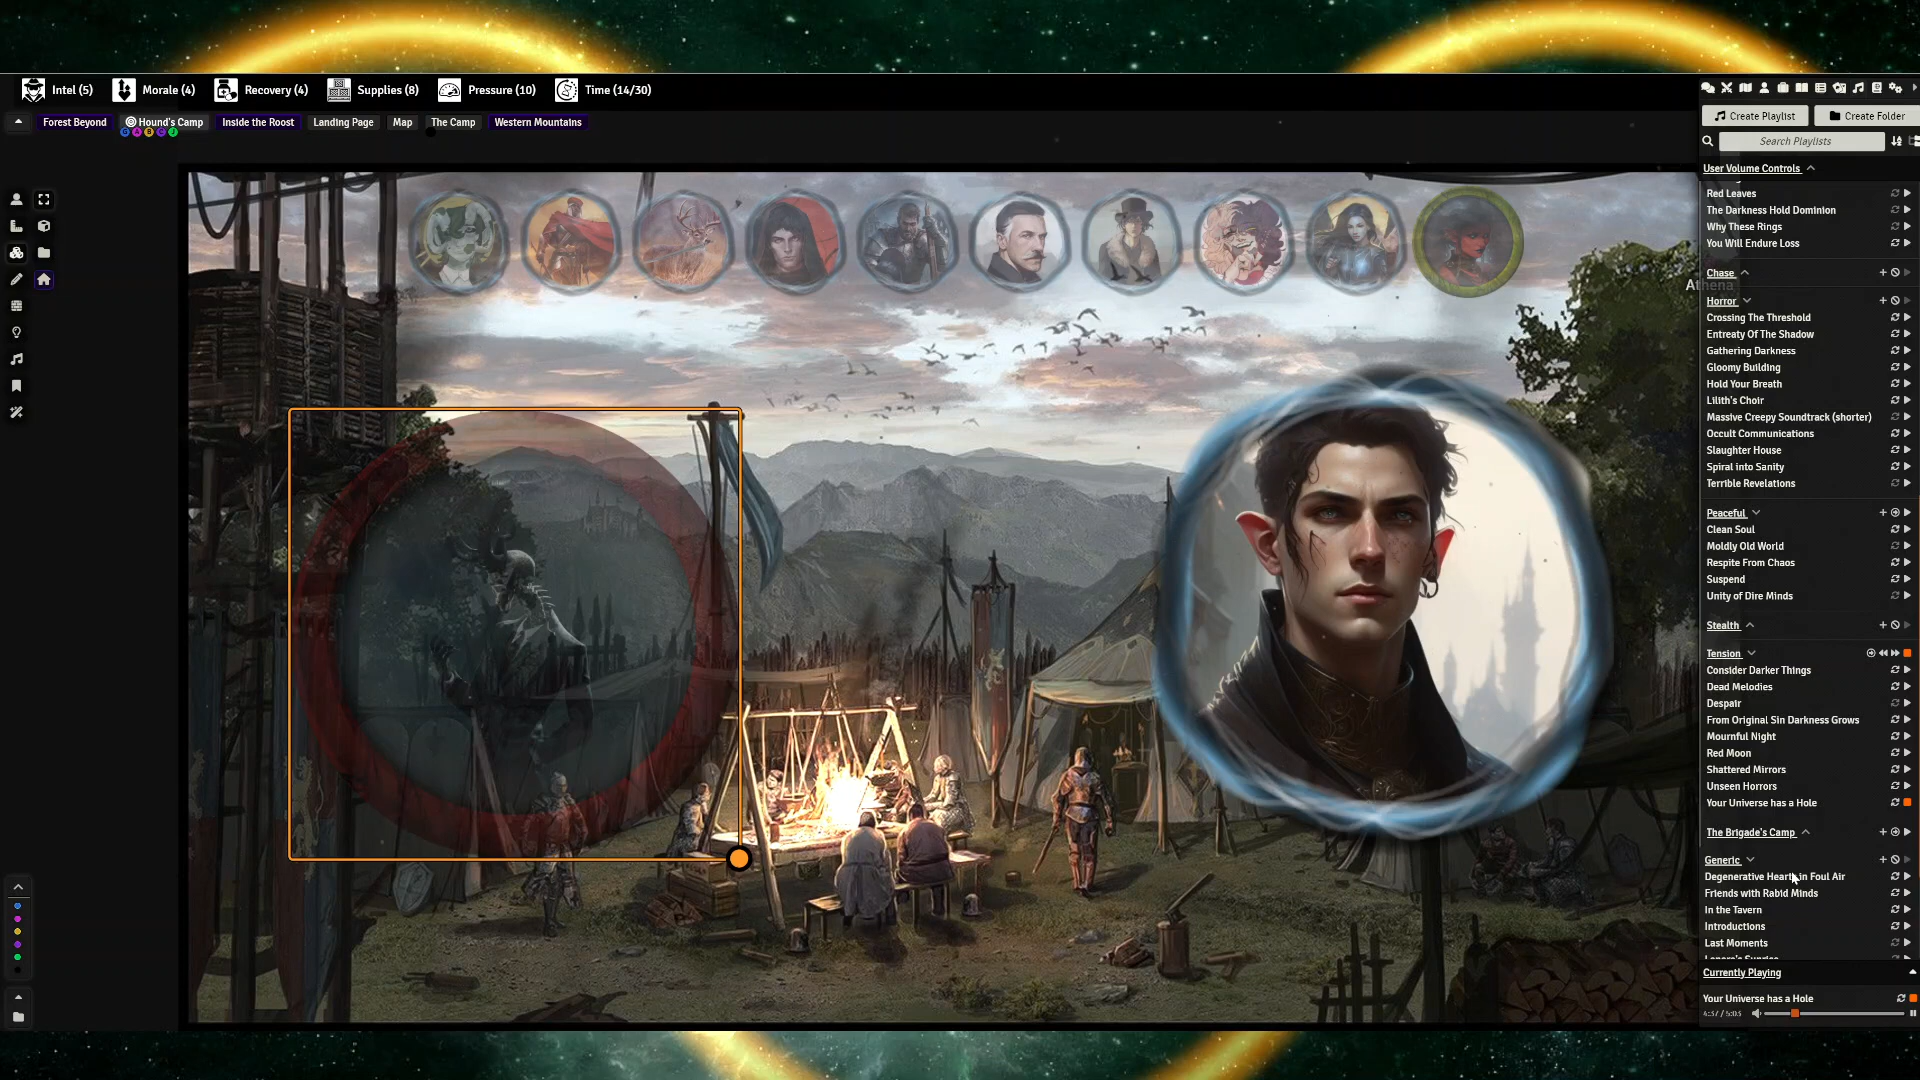 Intel (5)
Morale (4)
Recovery (4)
Supplies (8)
Pressure (10)
Time (14/30)
Forest Beyond
Hound's Camp
Inside the Roost
Landing Page
Map
The Camp
Western Mountains
G A B C J
Create Playlist
Create Folder
Search Playlists
User Volume Controls
Red Leaves
The Darkness Hold Dominion
Why These Rings
You Will Endure Loss
Chase
Athena
Horror
Crossing The Threshold
Entreaty Of The Shadow
Gathering Darkness
Gloomy Building
Hold Your Breath
Lilith's Choir
Massive Creepy Soundtrack (shorter)
Occult Communications
Slaughter House
Spiral into Sanity
Terrible Revelations
Peaceful
Clean Soul
Moldly Old World
Respite From Chaos
Suspend
Unity of Dire Minds
Stealth
Tension
Consider Darker Things
Dead Melodies
Despair
From Original Sin Darkness Grows
Mournful Night
Red Moon
Shattered Mirrors
Unseen Horrors
Your Universe has a Hole
The Brigade's Camp
Generic
Degenerative Hearts in Foul Air
Friends with Rabid Minds
In the Tavern
Introductions
Last Moments
Currently Playing
Your Universe has a Hole
4:37 / 5:03